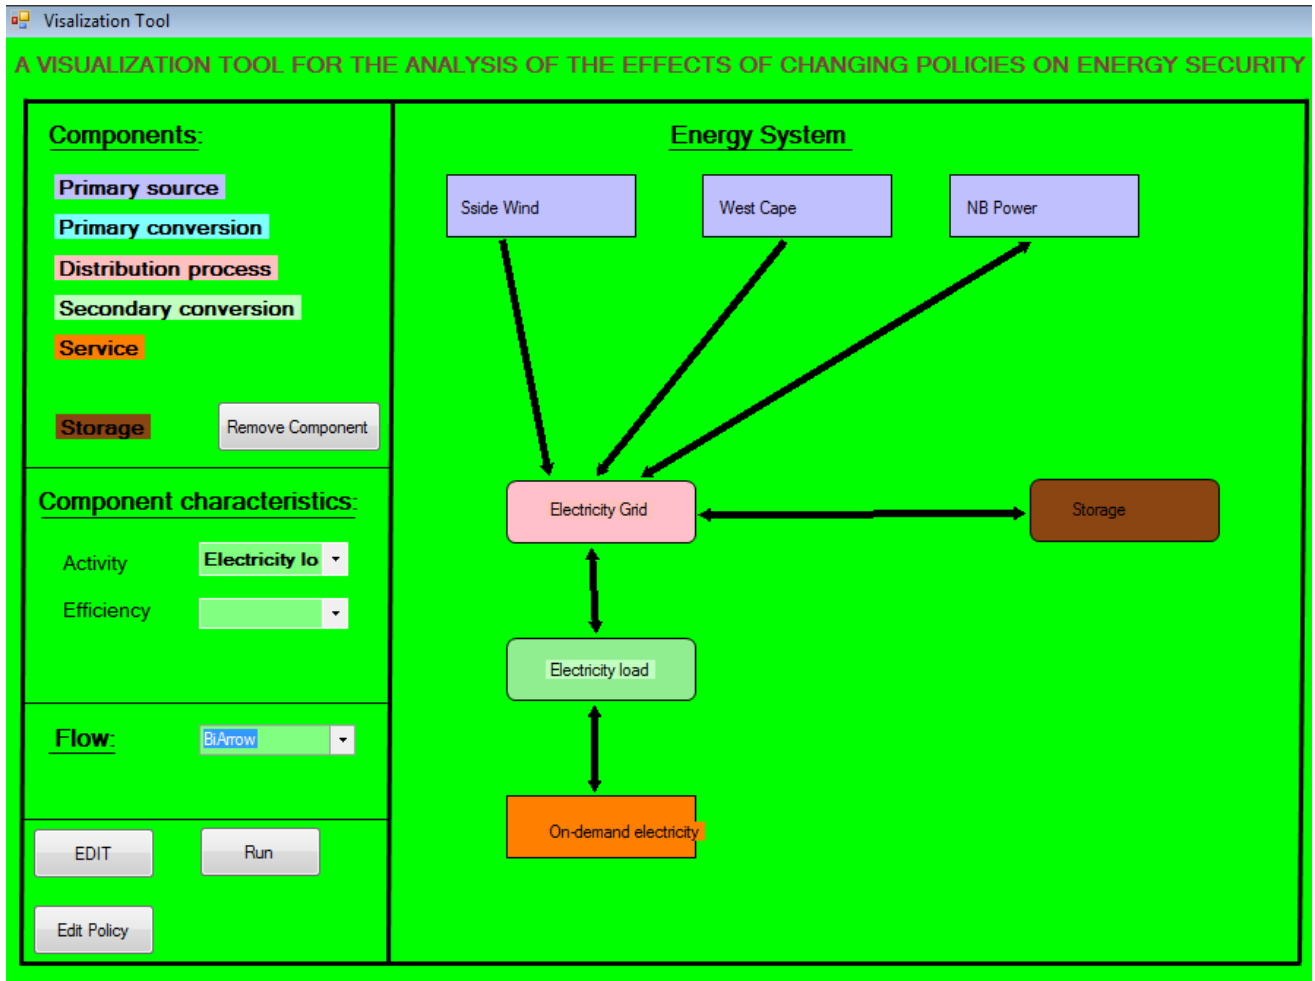 Visalization Tool
A VISUALIZATION TOOL FOR THE ANALYSIS OF THE EFFECTS OF CHANGING POLICIES ON ENERGY SECURITY
Components:
Primary source
Primary conversion
Distribution process
Secondary conversion
Service
Storage
Remove Component
Component characteristics:
Activity
Electricity lo
Efficiency
Flow:
BiArrow
EDIT
Run
Edit Policy
Energy System
Sside Wind
West Cape
NB Power
Electricity Grid
Storage
Electricity load
On-demand electricity